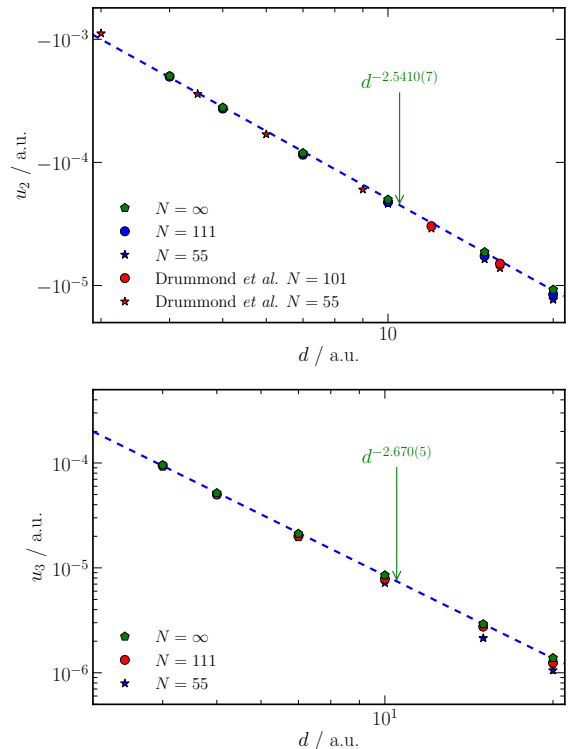 −10⁻³
d⁻²·⁵⁴¹⁰⁽⁷⁾
u₂ / a.u.
−10⁻⁴
N = ∞
N = 111
N = 55
−10⁻⁵
Drummond et al. N = 101
Drummond et al. N = 55
10
d / a.u.
10⁻⁴
d⁻²·⁶⁷⁰⁽⁵⁾
u₃ / a.u.
10⁻⁵
N = ∞
N = 111
10⁻⁶
N = 55
10¹
d / a.u.